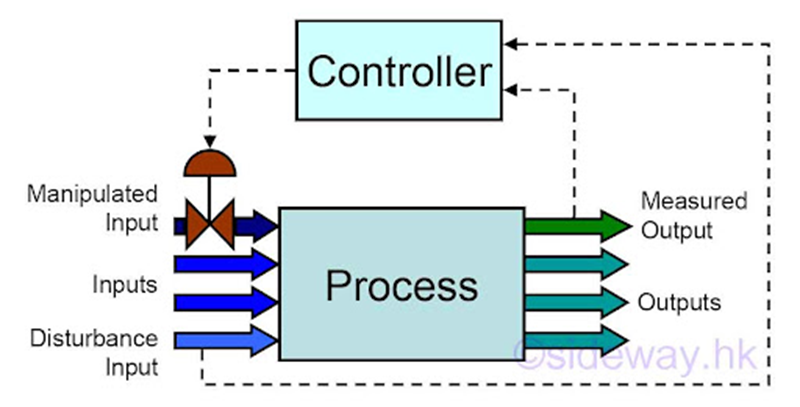 Controller
Manipulated
Input
Measured
Output
Inputs
Process
Outputs
Disturbance
Input
©sideway.hk